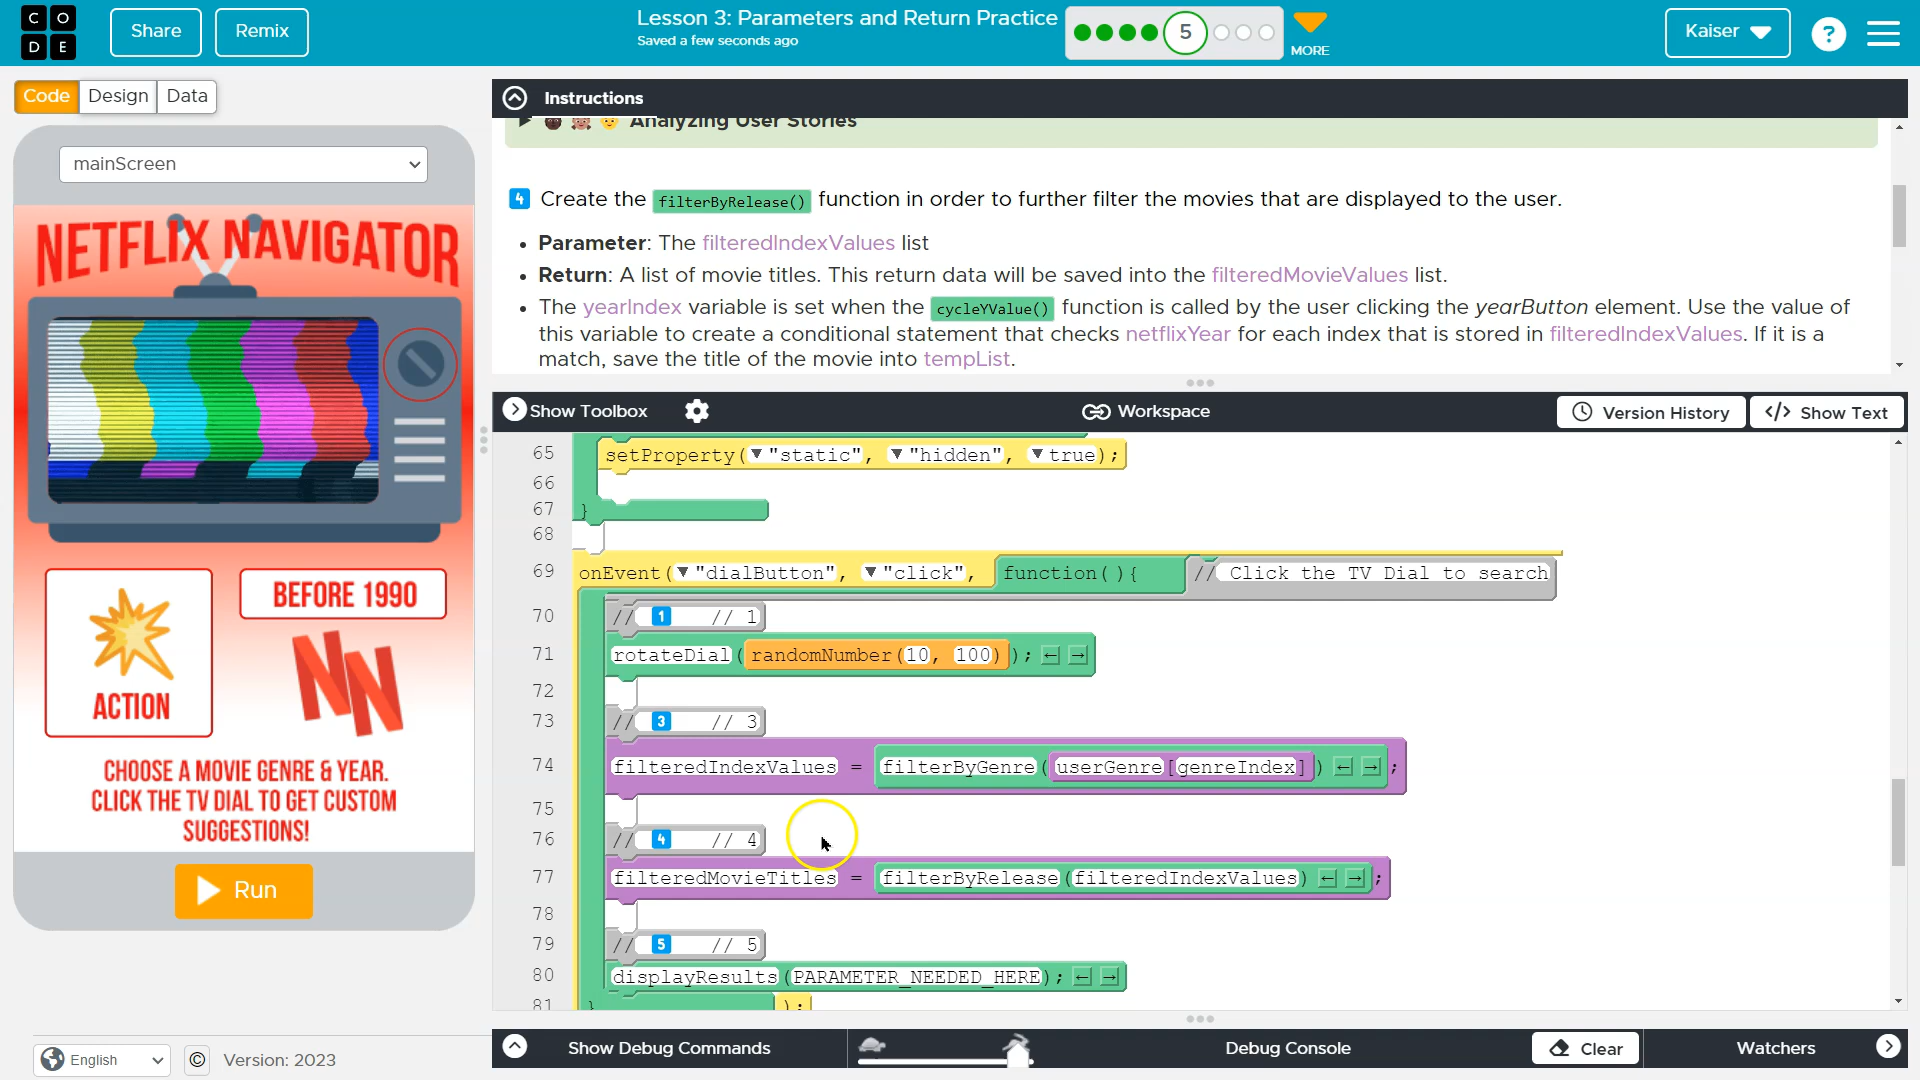 C O
D E
Share
Remix
Lesson 3: Parameters and Return Practice
Saved a few seconds ago
5
MORE
Kaiser
?
Code
Design
Data
mainScreen
NETFLIX NAVIGATOR
ACTION
BEFORE 1990
NN
CHOOSE A MOVIE GENRE & YEAR.
CLICK THE TV DIAL TO GET CUSTOM
SUGGESTIONS!
Run
English
©
Version: 2023
Instructions
Analyzing User Stories
4 Create the filterByRelease() function in order to further filter the movies that are displayed to the user.
• Parameter: The filteredIndexValues list
• Return: A list of movie titles. This return data will be saved into the filteredMovieValues list.
• The yearIndex variable is set when the cycleYValue() function is called by the user clicking the yearButton element. Use the value of
this variable to create a conditional statement that checks netflixYear for each index that is stored in filteredIndexValues. If it is a
match, save the title of the movie into tempList.
Show Toolbox
Workspace
Version History
</> Show Text
65 setProperty(▼"static", ▼"hidden", ▼true);
66
67 }
68
69 onEvent(▼"dialButton", ▼"click", function( ){ // Click the TV Dial to search
70 // 1 // 1
71 rotateDial(randomNumber(10, 100)); ← →
72
73 // 3 // 3
74 filteredIndexValues = filterByGenre(userGenre[genreIndex]) ← →;
75
76 // 4 // 4
77 filteredMovieTitles = filterByRelease(filteredIndexValues) ← →;
78
79 // 5 // 5
80 displayResults(PARAMETER_NEEDED_HERE); ← →
81 } );
Show Debug Commands
Debug Console
Clear
Watchers